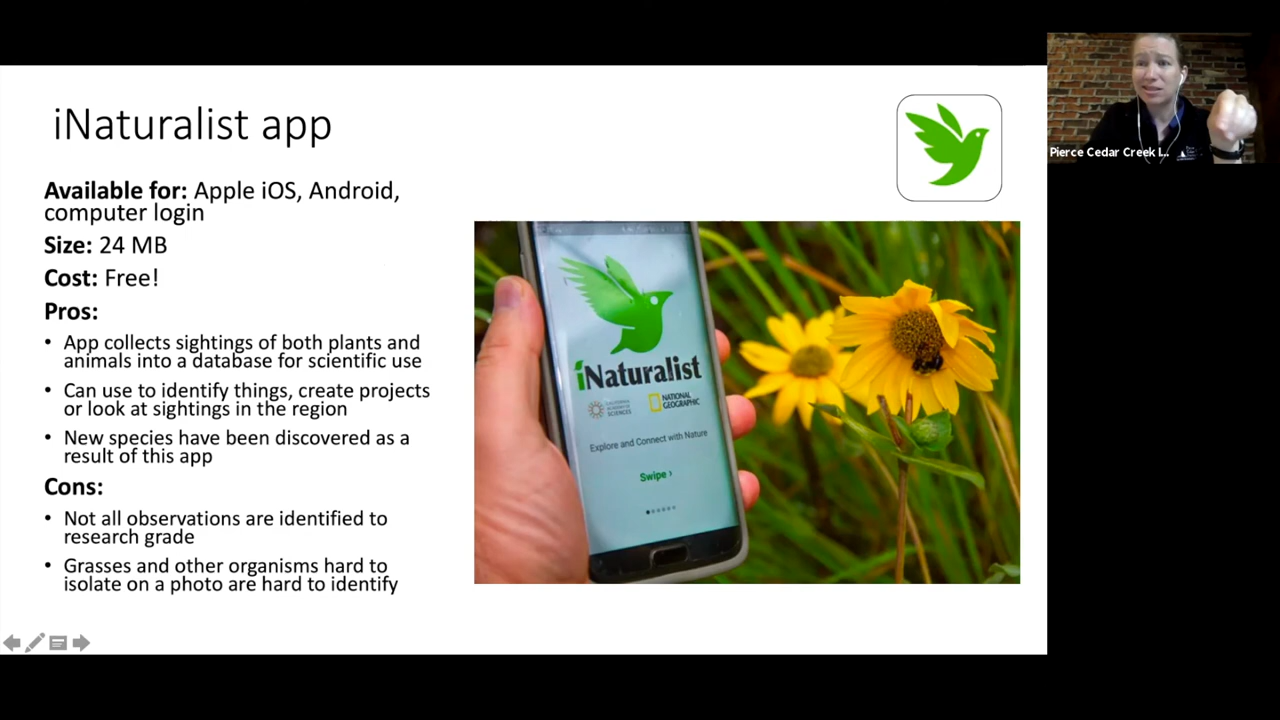 iNaturalist app
Available for: Apple iOS, Android,
computer login
Size: 24 MB
Cost: Free!
Pros:
• App collects sightings of both plants and
animals into a database for scientific use
• Can use to identify things, create projects
or look at sightings in the region
• New species have been discovered as a
result of this app
Cons:
• Not all observations are identified to
research grade
• Grasses and other organisms hard to
isolate on a photo are hard to identify
iNaturalist
CALIFORNIA
ACADEMY OF
SCIENCES
NATIONAL
GEOGRAPHIC
Explore and Connect with Nature
Swipe ›
Pierce Cedar Creek I...